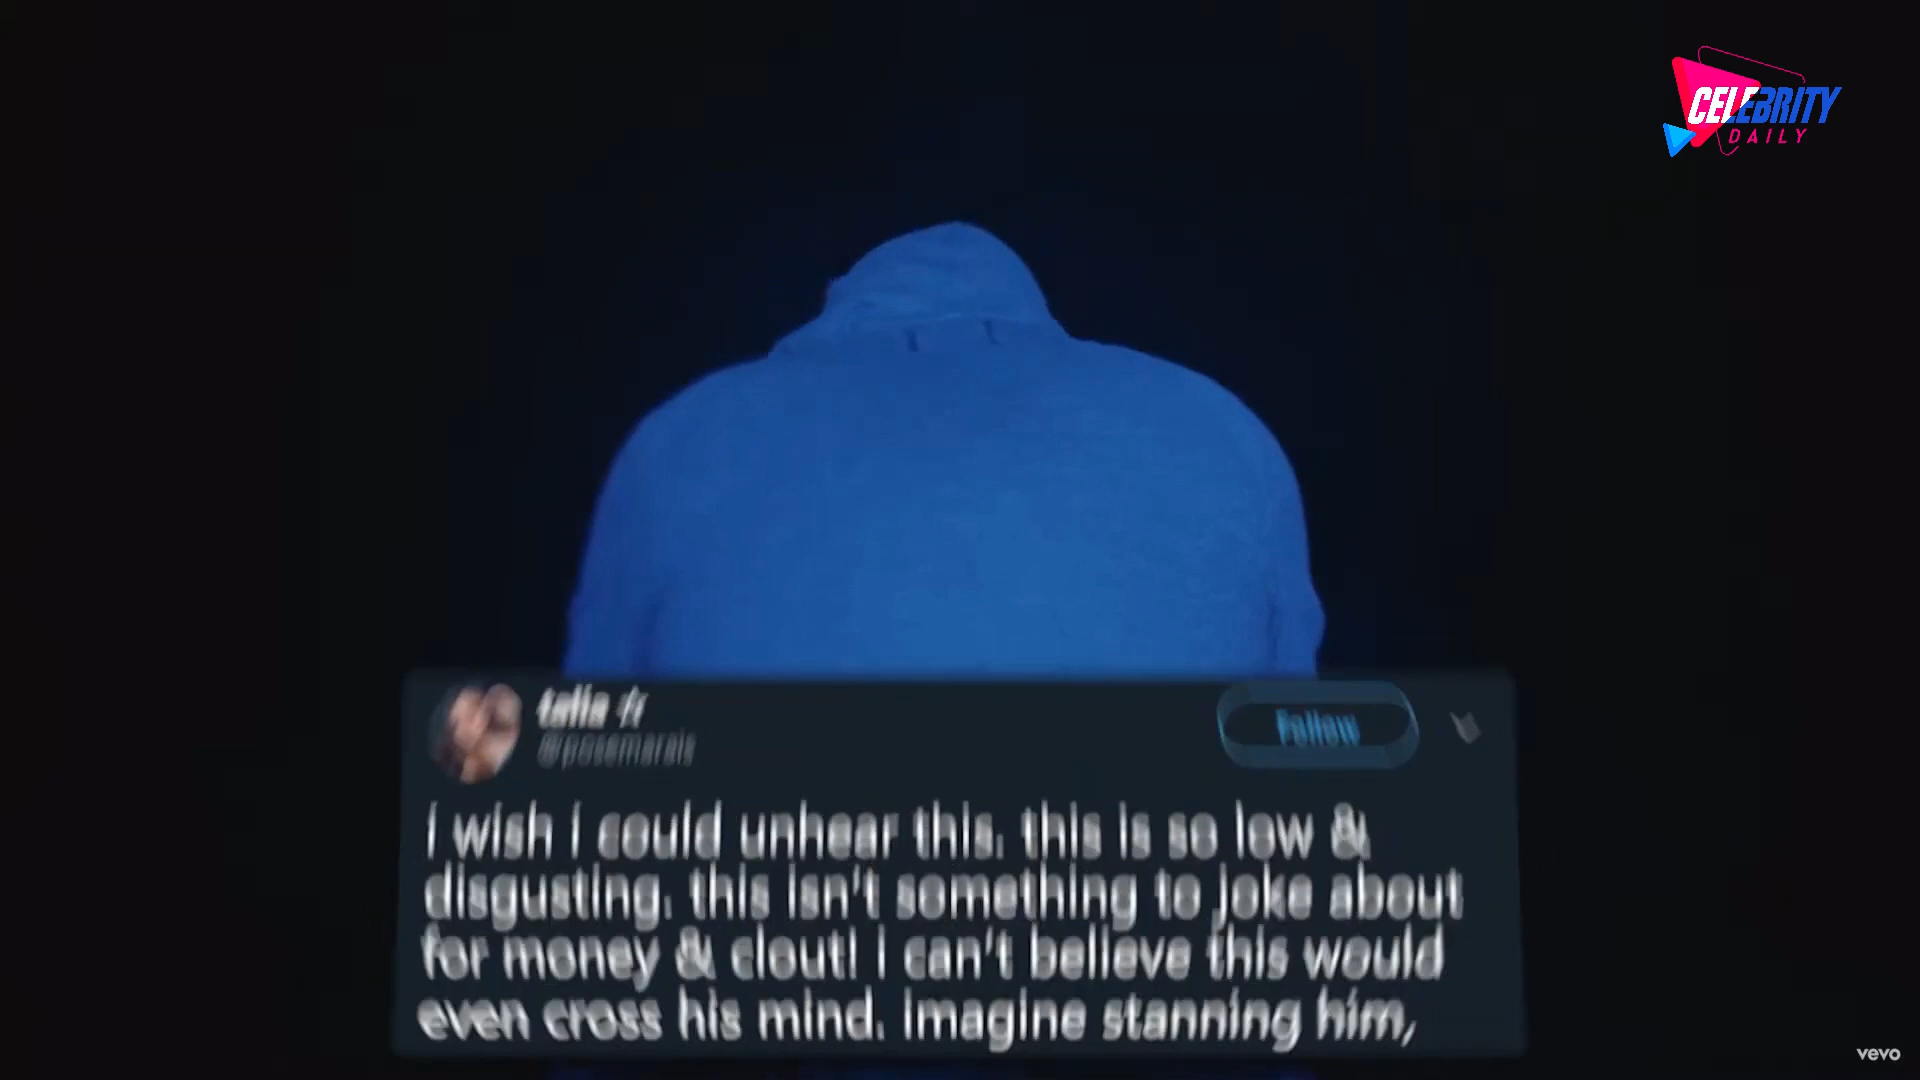 CELEBRITY
DAILY
talia ☆
@posemarais
Follow
i wish i could unhear this. this is so low &
disgusting. this isn't something to joke about
for money & clout! i can't believe this would
even cross his mind. imagine stanning him,
vevo